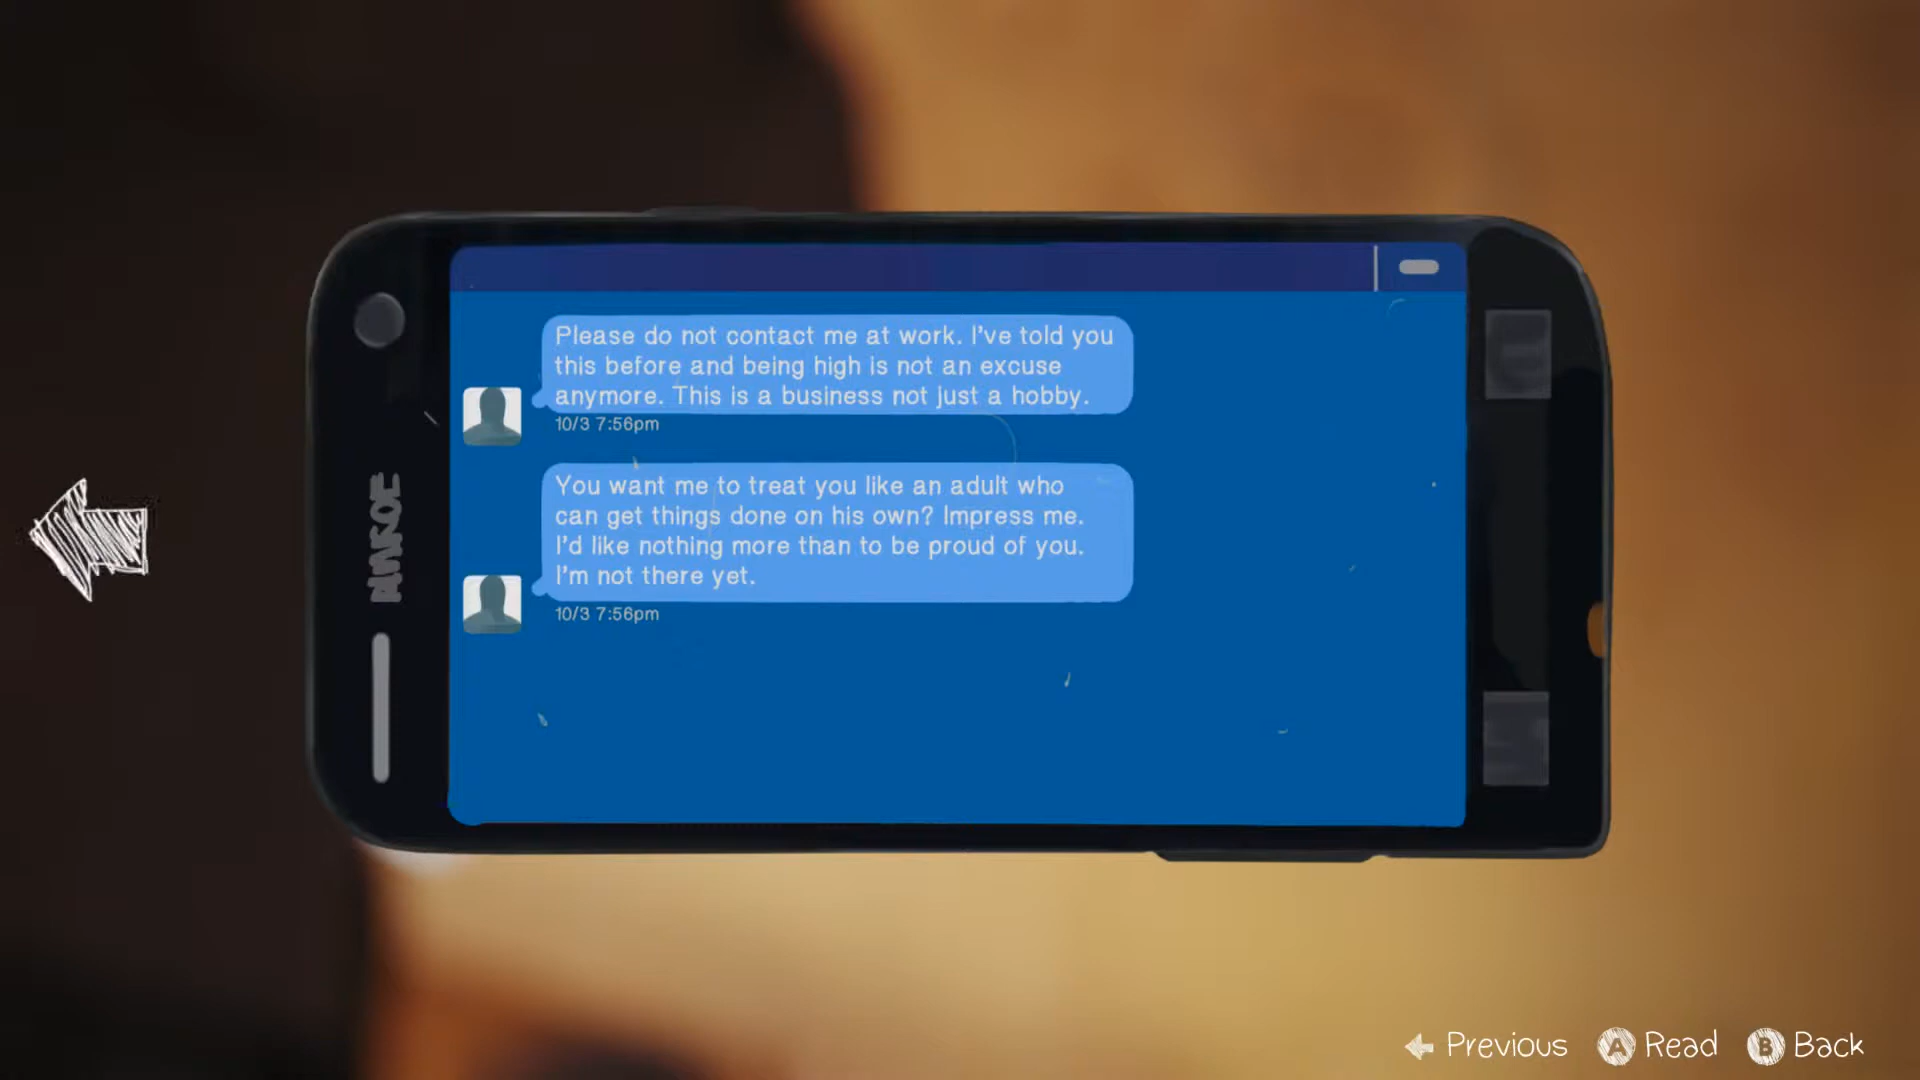 Please do not contact me at work. I've told you
this before and being high is not an excuse
anymore. This is a business not just a hobby.
10/3 7:56pm
You want me to treat you like an adult who
can get things done on his own? Impress me.
I'd like nothing more than to be proud of you.
I'm not there yet.
10/3 7:56pm
Previous A Read B Back